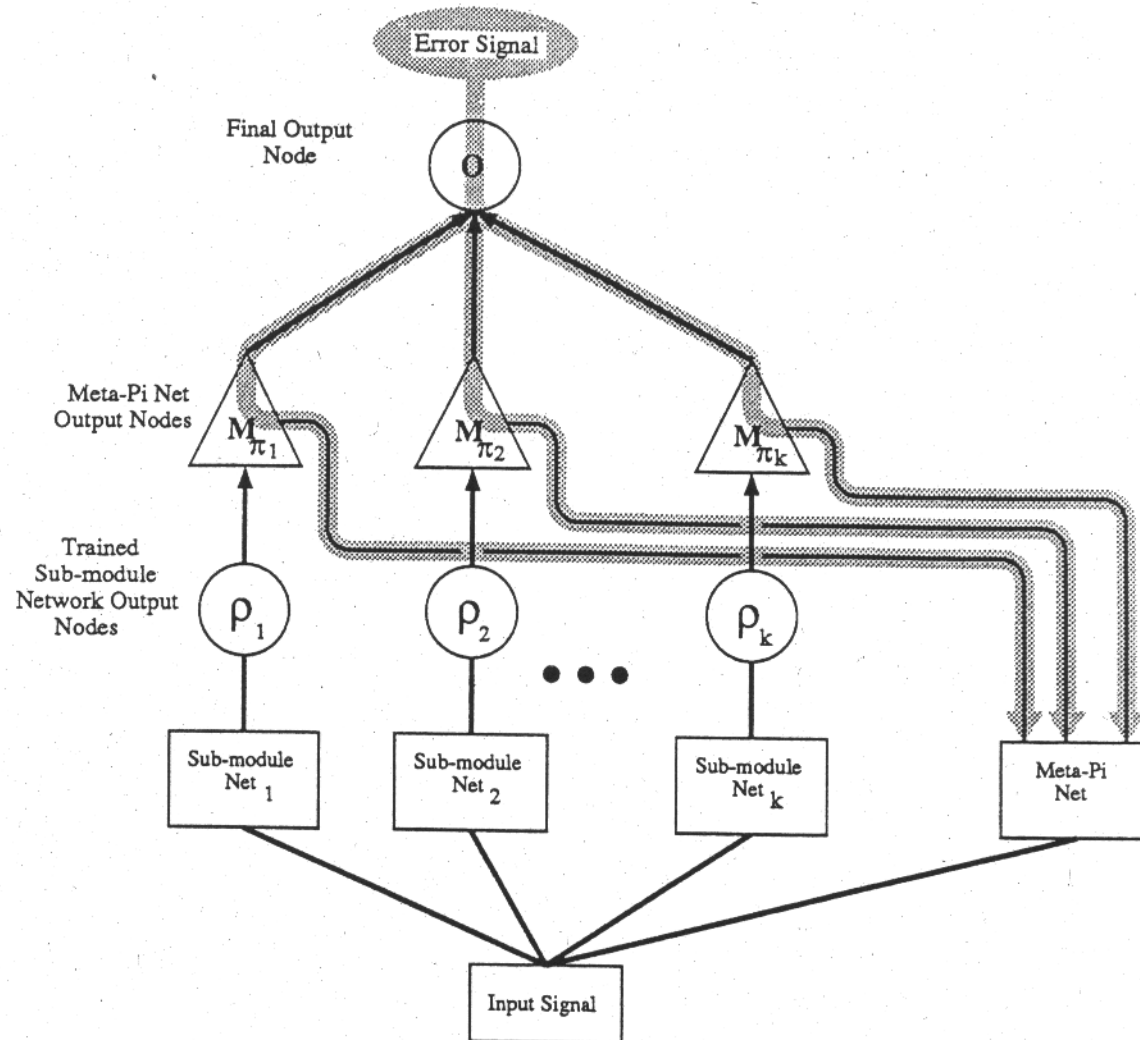 Error Signal
Final Output
Node
O
Meta-Pi Net
Output Nodes
Mπ1
Mπ2
Mπk
Trained
Sub-module
Network Output
Nodes
ρ1
ρ2
ρk
Sub-module
Net 1
Sub-module
Net 2
Sub-module
Net k
Meta-Pi
Net
Input Signal